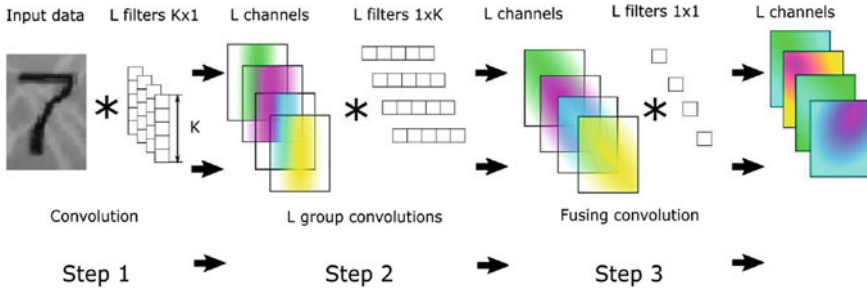 Input data
L filters Kx1
L channels
L filters 1xK
L channels
L filters 1x1
L channels
7
K
Convolution
L group convolutions
Fusing convolution
Step 1
Step 2
Step 3